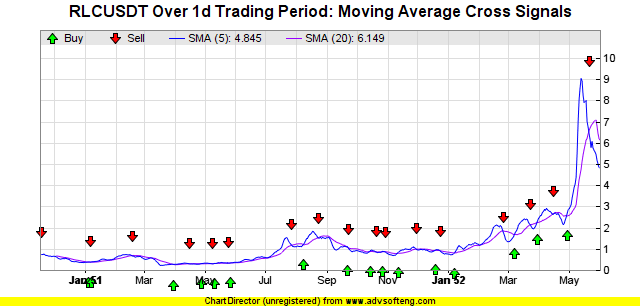 RLCUSDT Over 1d Trading Period: Moving Average Cross Signals
Buy Sell SMA (5): 4.845 SMA (20): 6.149
10
9
8
7
6
5
4
3
2
1
0
Jan 51 Mar May Jul Sep Nov Jan 52 Mar May
ChartDirector (unregistered) from www.advsofteng.com